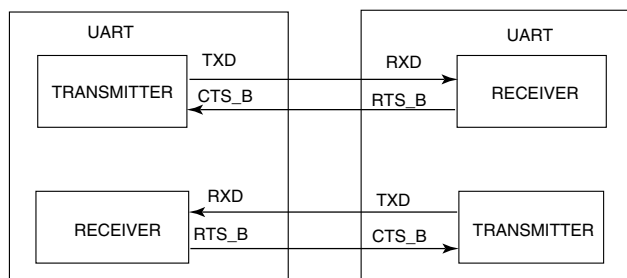 UART UART
TXD RXD
TRANSMITTER CTS_B RTS_B RECEIVER
RXD TXD
RECEIVER RTS_B CTS_B TRANSMITTER